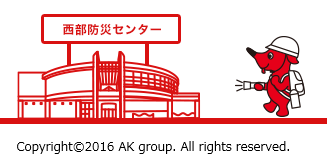 西部防災センター
Copyright©2016 AK group. All rights reserved.